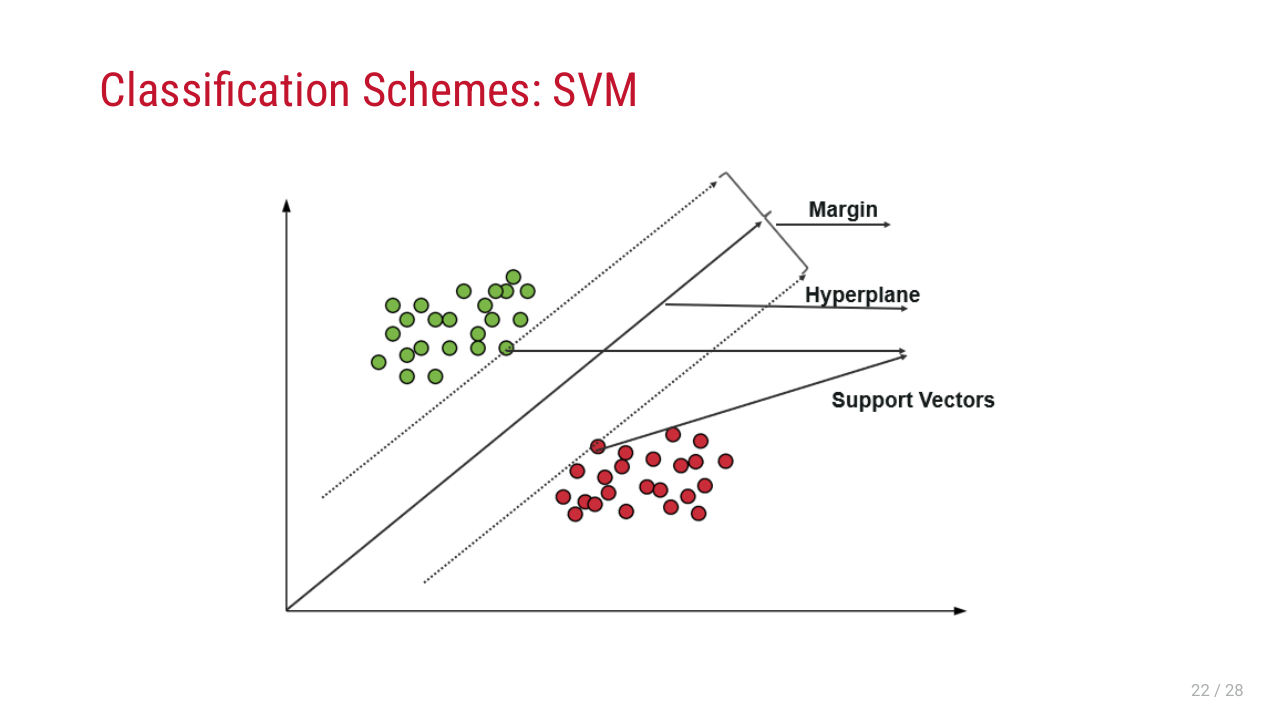 Classification Schemes: SVM
Margin
Hyperplane
Support Vectors
22 / 28